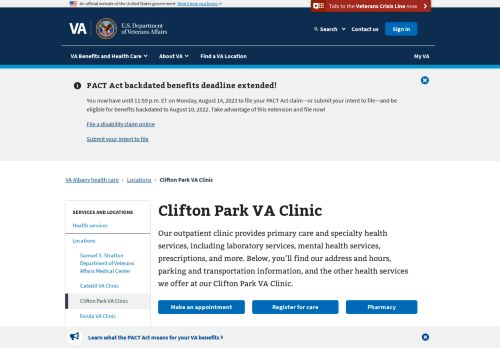 An official website of the United States government Here's how you know
Talk to the Veterans Crisis Line now
VA
U.S. Department
of Veterans Affairs
Search
Contact us
Sign in
VA Benefits and Health Care
About VA
Find a VA Location
My VA
PACT Act backdated benefits deadline extended!
You now have until 11:59 p.m. ET on Monday, August 14, 2023 to file your PACT Act claim—or submit your intent to file—and be
eligible for benefits backdated to August 10, 2022. Take advantage of this extension and file now!
File a disability claim online
Submit your intent to file
VA Albany health care › Locations › Clifton Park VA Clinic
SERVICES AND LOCATIONS
Health services
Locations
Samuel S. Stratton
Department of Veterans
Affairs Medical Center
Catskill VA Clinic
Clifton Park VA Clinic
Fonda VA Clinic
Clifton Park VA Clinic
Our outpatient clinic provides primary care and specialty health
services, including laboratory services, mental health services,
prescriptions, and more. Below, you'll find our address and hours,
parking and transportation information, and the other health services
we offer at our Clifton Park VA Clinic.
Make an appointment
Register for care
Pharmacy
Learn what the PACT Act means for your VA benefits